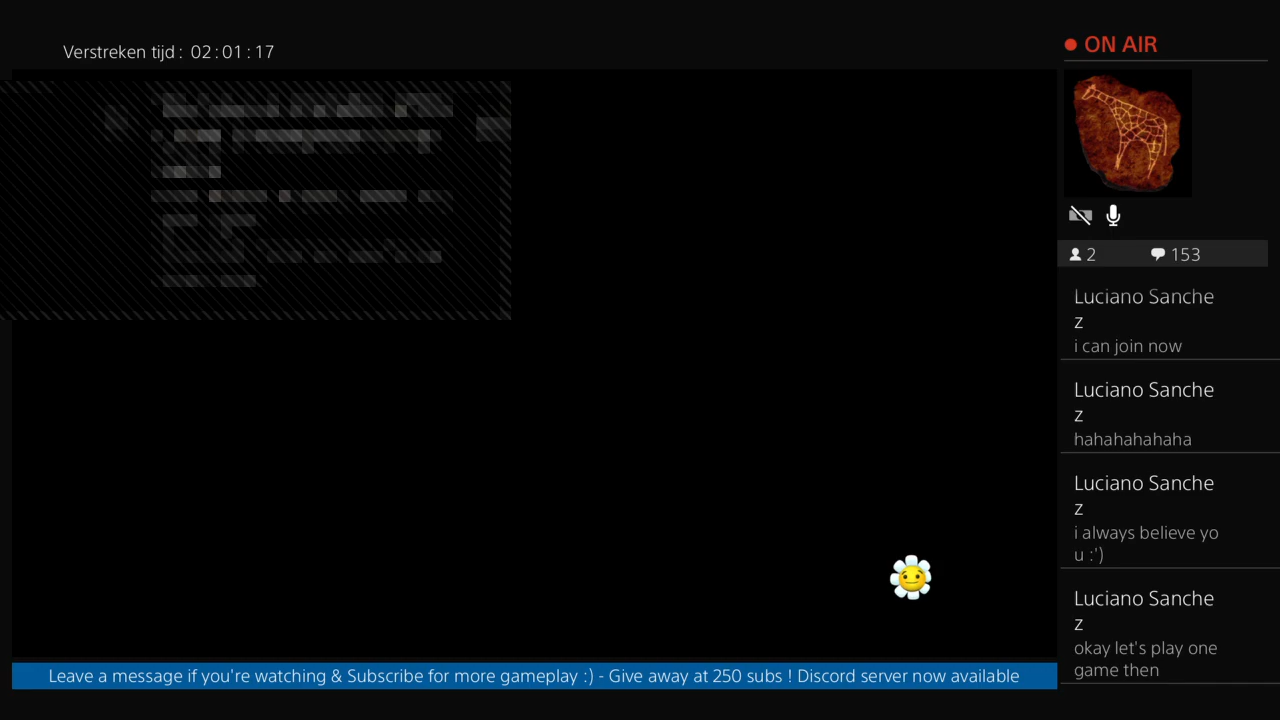 Verstreken tijd : 02:01:17
ON AIR
2 153
Luciano Sanche
z
i can join now
Luciano Sanche
z
hahahahahaha
Luciano Sanche
z
i always believe yo
u :')
Luciano Sanche
z
okay let's play one
game then
Leave a message if you're watching & Subscribe for more gameplay :) - Give away at 250 subs ! Discord server now available